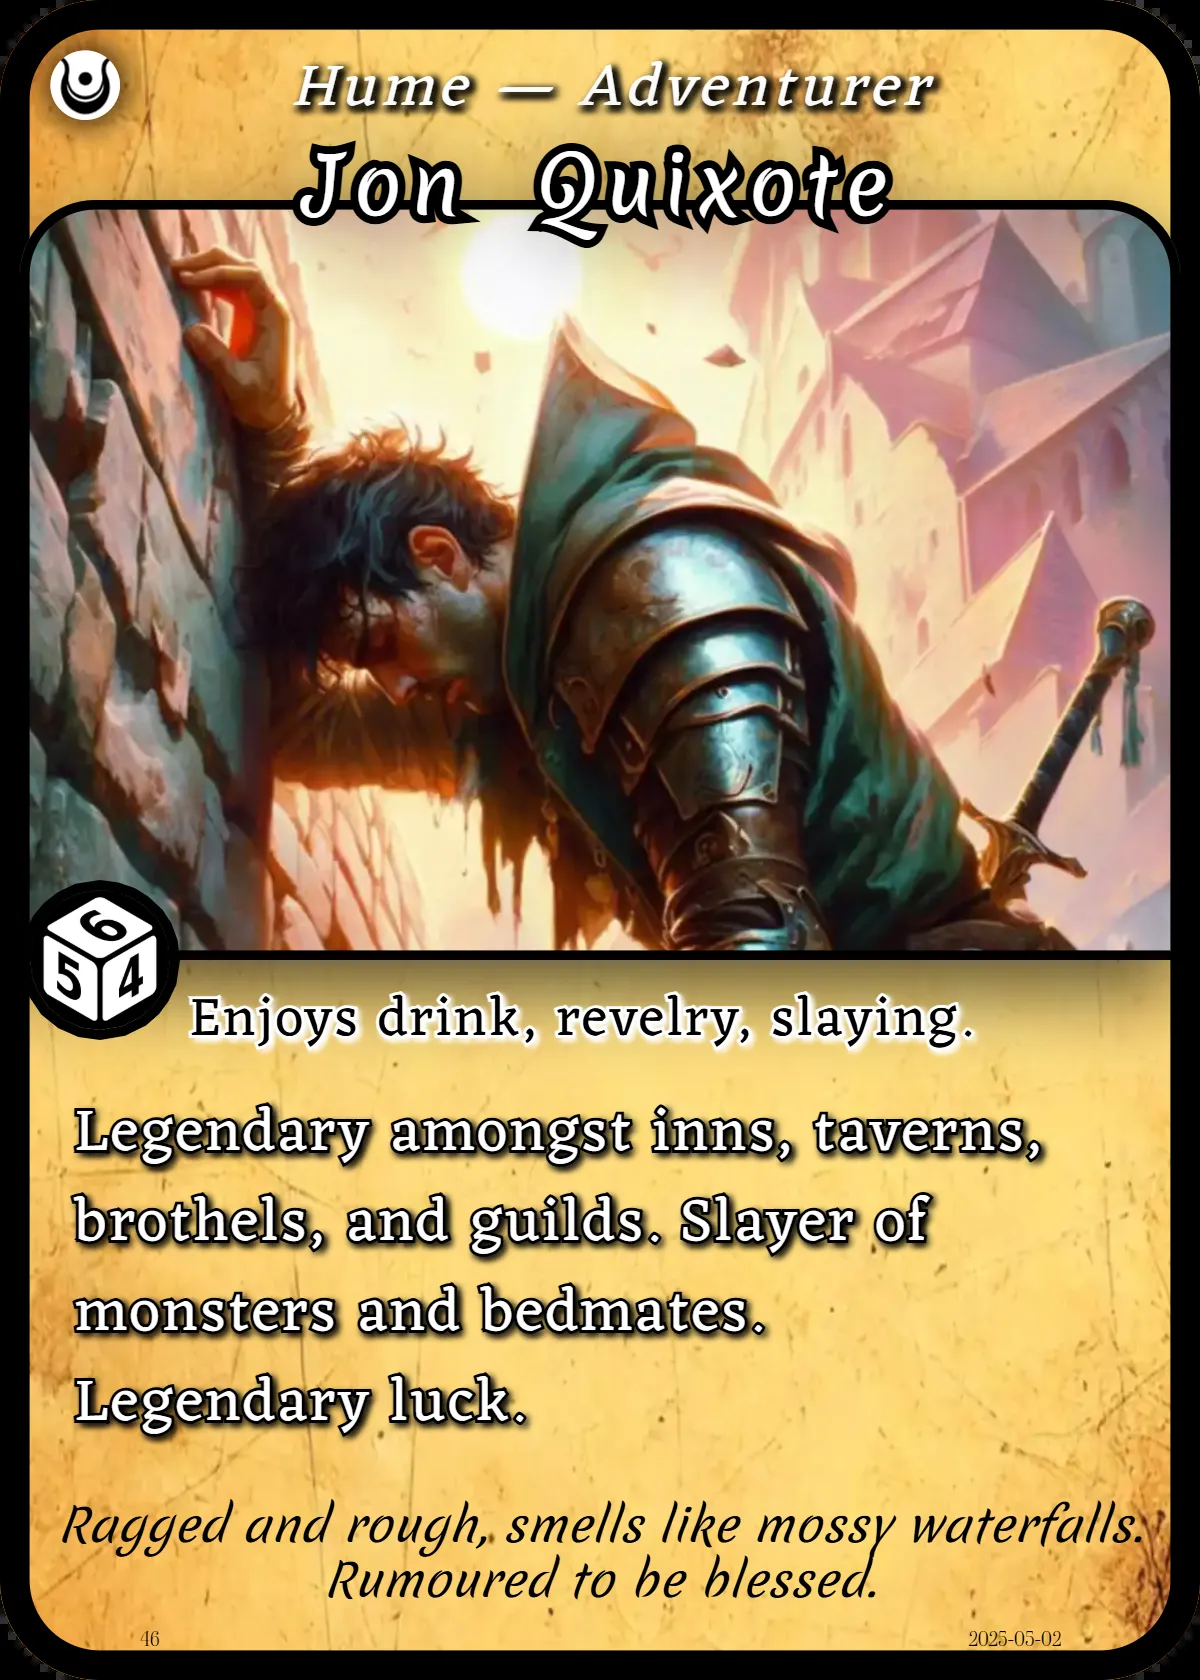 Hume — Adventurer
Jon Quixote
6
5 4
Enjoys drink, revelry, slaying.
Legendary amongst inns, taverns,
brothels, and guilds. Slayer of
monsters and bedmates.
Legendary luck.
Ragged and rough, smells like mossy waterfalls.
Rumoured to be blessed.
46 2025-05-02